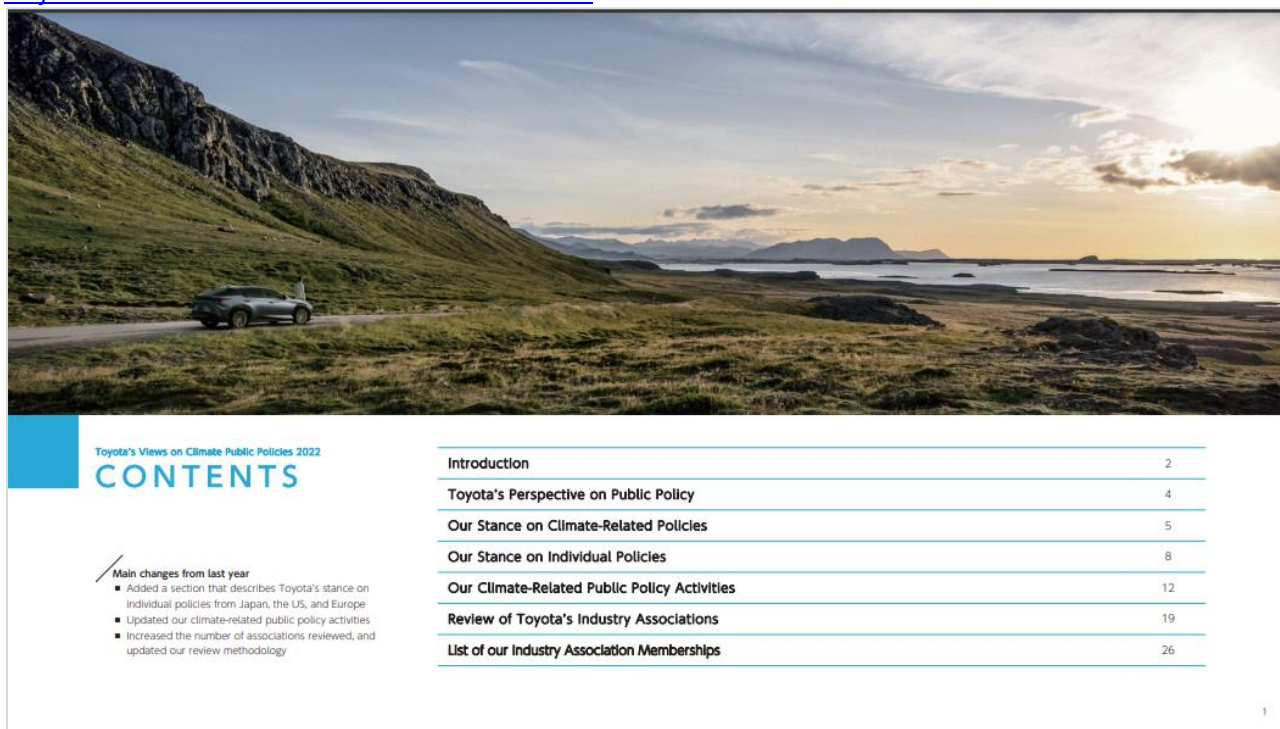 Toyota's Views on Climate Public Policies 2022
CONTENTS
Main changes from last year
■ Added a section that describes Toyota's stance on
individual policies from Japan, the US, and Europe
■ Updated our climate-related public policy activities
■ Increased the number of associations reviewed, and
updated our review methodology
Introduction 2
Toyota's Perspective on Public Policy 4
Our Stance on Climate-Related Policies 5
Our Stance on Individual Policies 8
Our Climate-Related Public Policy Activities 12
Review of Toyota's Industry Associations 19
List of our Industry Association Memberships 26
1